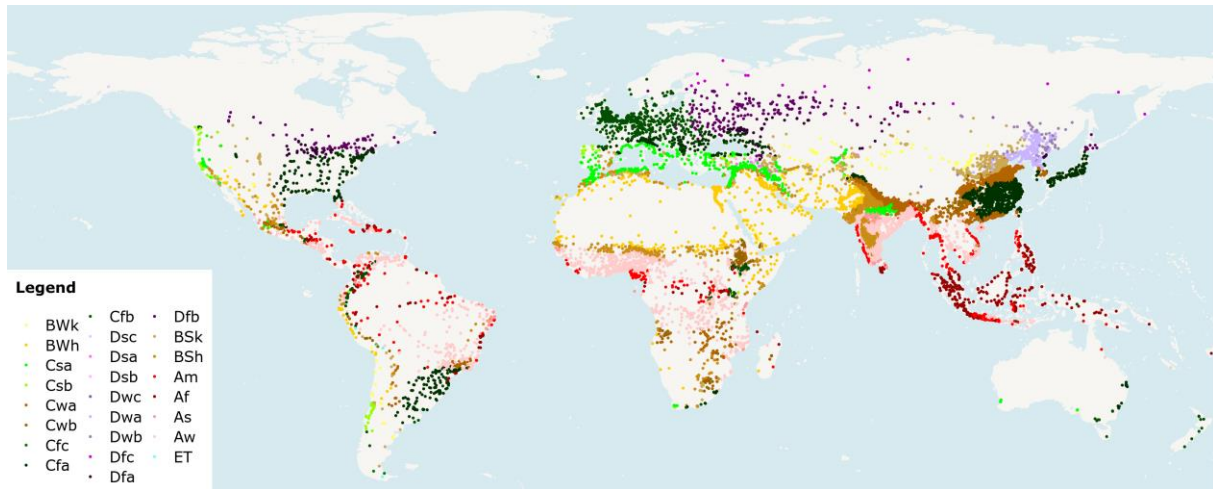 Legend
BWk
BWh
Csa
Csb
Cwa
Cwb
Cfc
Cfa
Cfb
Dsc
Dsa
Dsb
Dwc
Dwa
Dwb
Dfc
Dfa
Dfb
BSk
BSh
Am
Af
As
Aw
ET